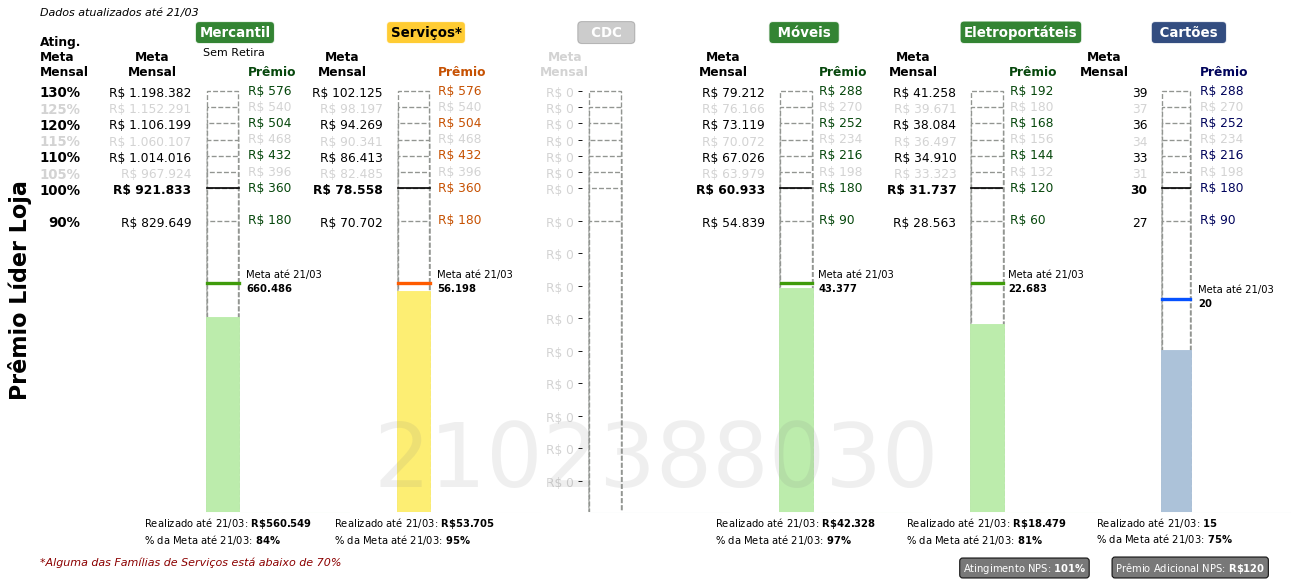 Dados atualizados até 21/03
Mercantil Serviços* CDC Móveis Eletroportáteis Cartões
Sem Retira
Ating. Meta Mensal
Meta Mensal Prêmio Meta Mensal Prêmio Meta Mensal Meta Mensal Prêmio Meta Mensal Prêmio Meta Mensal Prêmio
130% R$ 1.198.382 R$ 576 R$ 102.125 R$ 576 R$ 0 R$ 79.212 R$ 288 R$ 41.258 R$ 192 39 R$ 288
125% R$ 1.152.291 R$ 540 R$ 98.197 R$ 540 R$ 0 R$ 76.166 R$ 270 R$ 39.671 R$ 180 37 R$ 270
120% R$ 1.106.199 R$ 504 R$ 94.269 R$ 504 R$ 0 R$ 73.119 R$ 252 R$ 38.084 R$ 168 36 R$ 252
115% R$ 1.060.107 R$ 468 R$ 90.341 R$ 468 R$ 0 R$ 70.072 R$ 234 R$ 36.497 R$ 156 34 R$ 234
110% R$ 1.014.016 R$ 432 R$ 86.413 R$ 432 R$ 0 R$ 67.026 R$ 216 R$ 34.910 R$ 144 33 R$ 216
105% R$ 967.924 R$ 396 R$ 82.485 R$ 396 R$ 0 R$ 63.979 R$ 198 R$ 33.323 R$ 132 31 R$ 198
100% R$ 921.833 R$ 360 R$ 78.558 R$ 360 R$ 0 R$ 60.933 R$ 180 R$ 31.737 R$ 120 30 R$ 180
90% R$ 829.649 R$ 180 R$ 70.702 R$ 180 R$ 0 R$ 54.839 R$ 90 R$ 28.563 R$ 60 27 R$ 90
R$ 0
R$ 0
R$ 0
R$ 0
R$ 0
R$ 0
R$ 0
R$ 0
Prêmio Líder Loja
Meta até 21/03 Meta até 21/03 Meta até 21/03 Meta até 21/03 Meta até 21/03
660.486 56.198 43.377 22.683 20
2102388030
Realizado até 21/03: R$560.549 Realizado até 21/03: R$53.705 Realizado até 21/03: R$42.328 Realizado até 21/03: R$18.479 Realizado até 21/03: 15
% da Meta até 21/03: 84% % da Meta até 21/03: 95% % da Meta até 21/03: 97% % da Meta até 21/03: 81% % da Meta até 21/03: 75%
*Alguma das Famílias de Serviços está abaixo de 70%
Atingimento NPS: 101% Prêmio Adicional NPS: R$120